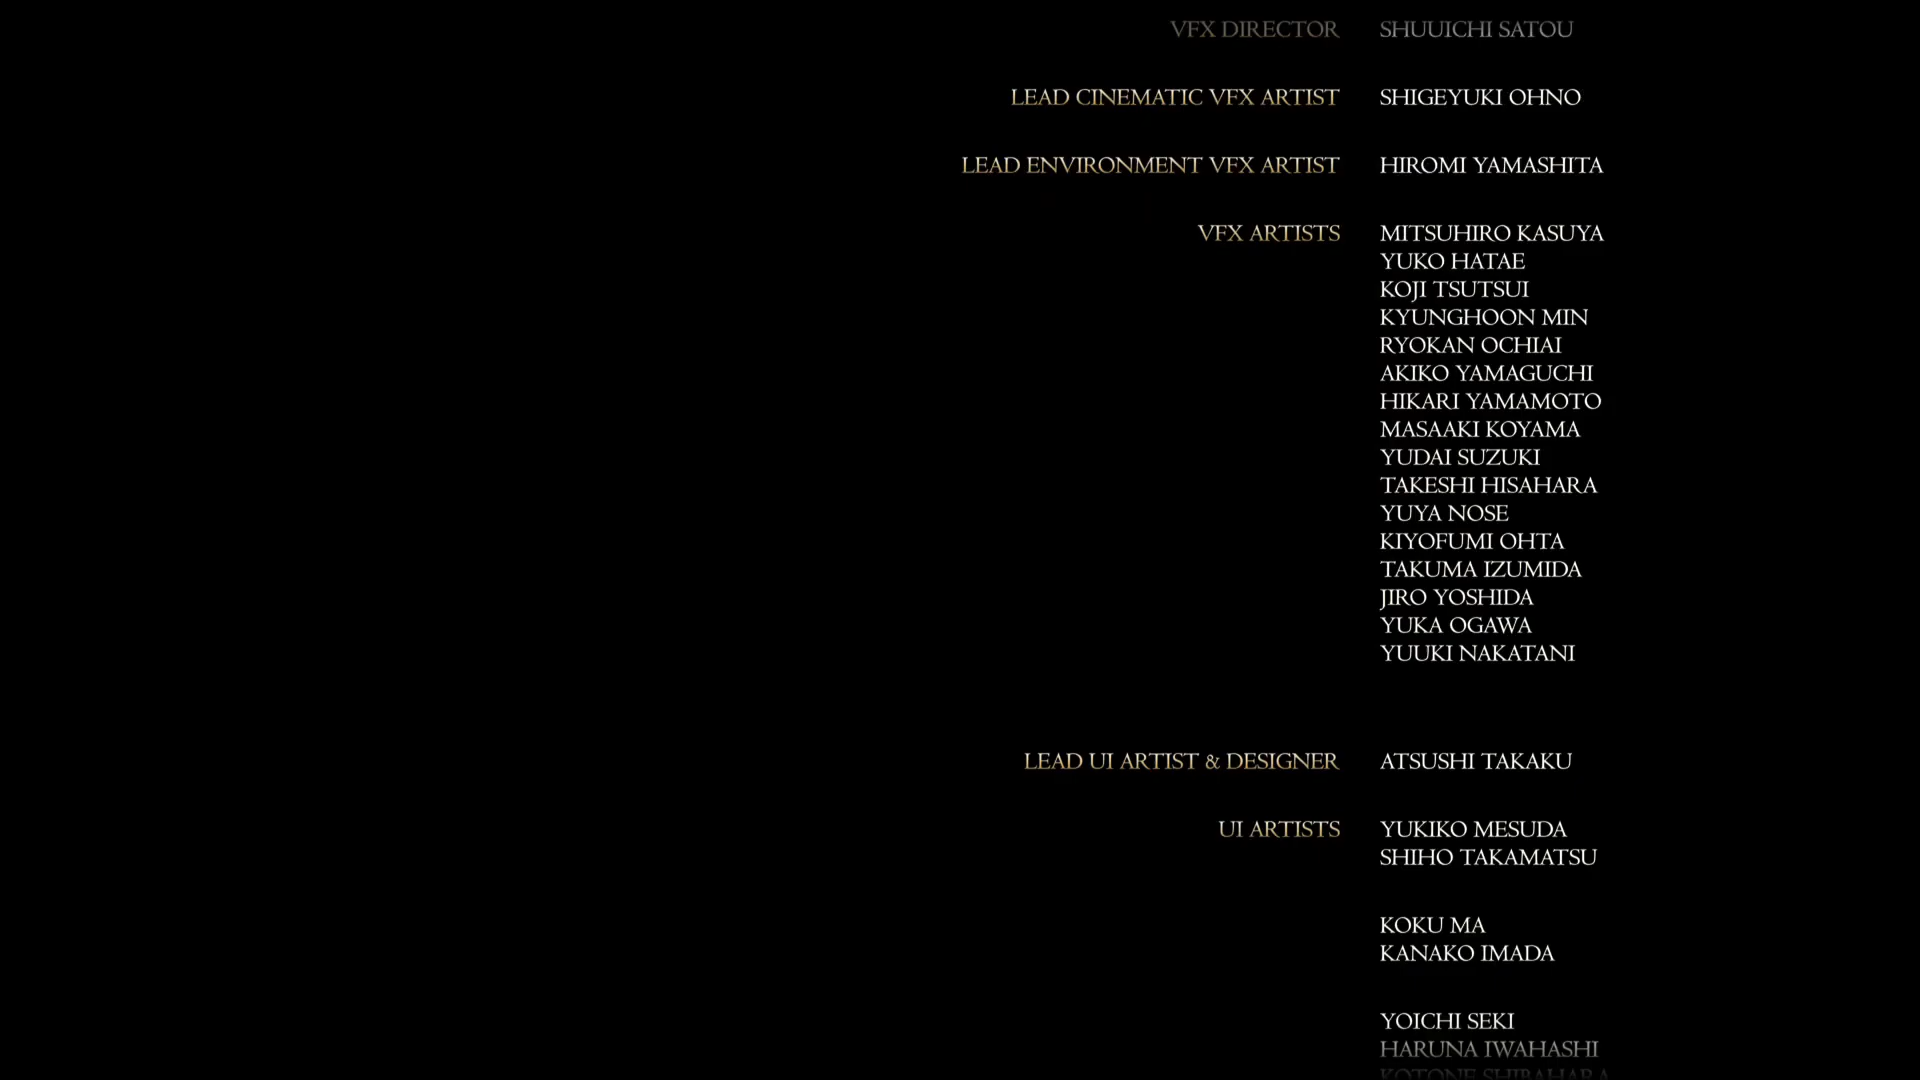 VFX DIRECTOR SHUUICHI SATOU
LEAD CINEMATIC VFX ARTIST SHIGEYUKI OHNO
LEAD ENVIRONMENT VFX ARTIST HIROMI YAMASHITA
VFX ARTISTS MITSUHIRO KASUYA
YUKO HATAE
KOJI TSUTSUI
KYUNGHOON MIN
RYOKAN OCHIAI
AKIKO YAMAGUCHI
HIKARI YAMAMOTO
MASAAKI KOYAMA
YUDAI SUZUKI
TAKESHI HISAHARA
YUYA NOSE
KIYOFUMI OHTA
TAKUMA IZUMIDA
JIRO YOSHIDA
YUKA OGAWA
YUUKI NAKATANI
LEAD UI ARTIST & DESIGNER ATSUSHI TAKAKU
UI ARTISTS YUKIKO MESUDA
SHIHO TAKAMATSU
KOKU MA
KANAKO IMADA
YOICHI SEKI
HARUNA IWAHASHI
KOTONE SHIBAHARA